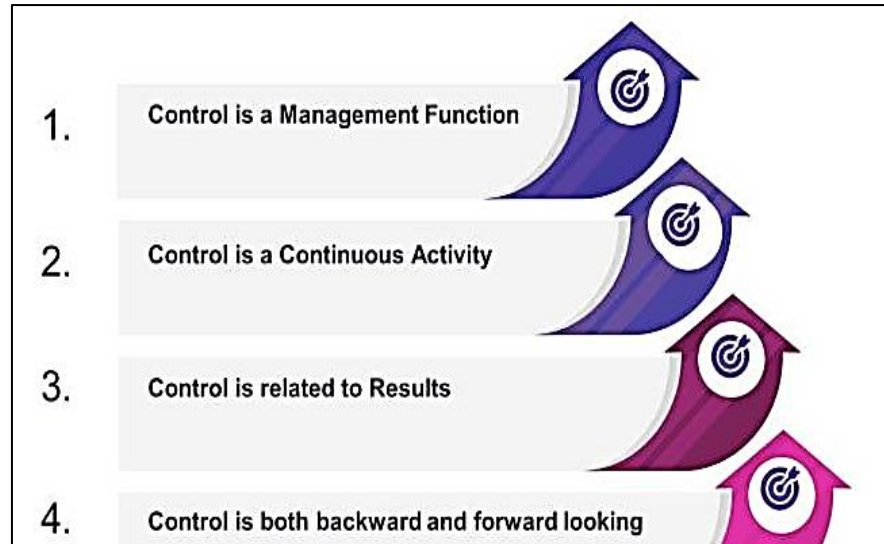 1. Control is a Management Function
2. Control is a Continuous Activity
3. Control is related to Results
4. Control is both backward and forward looking